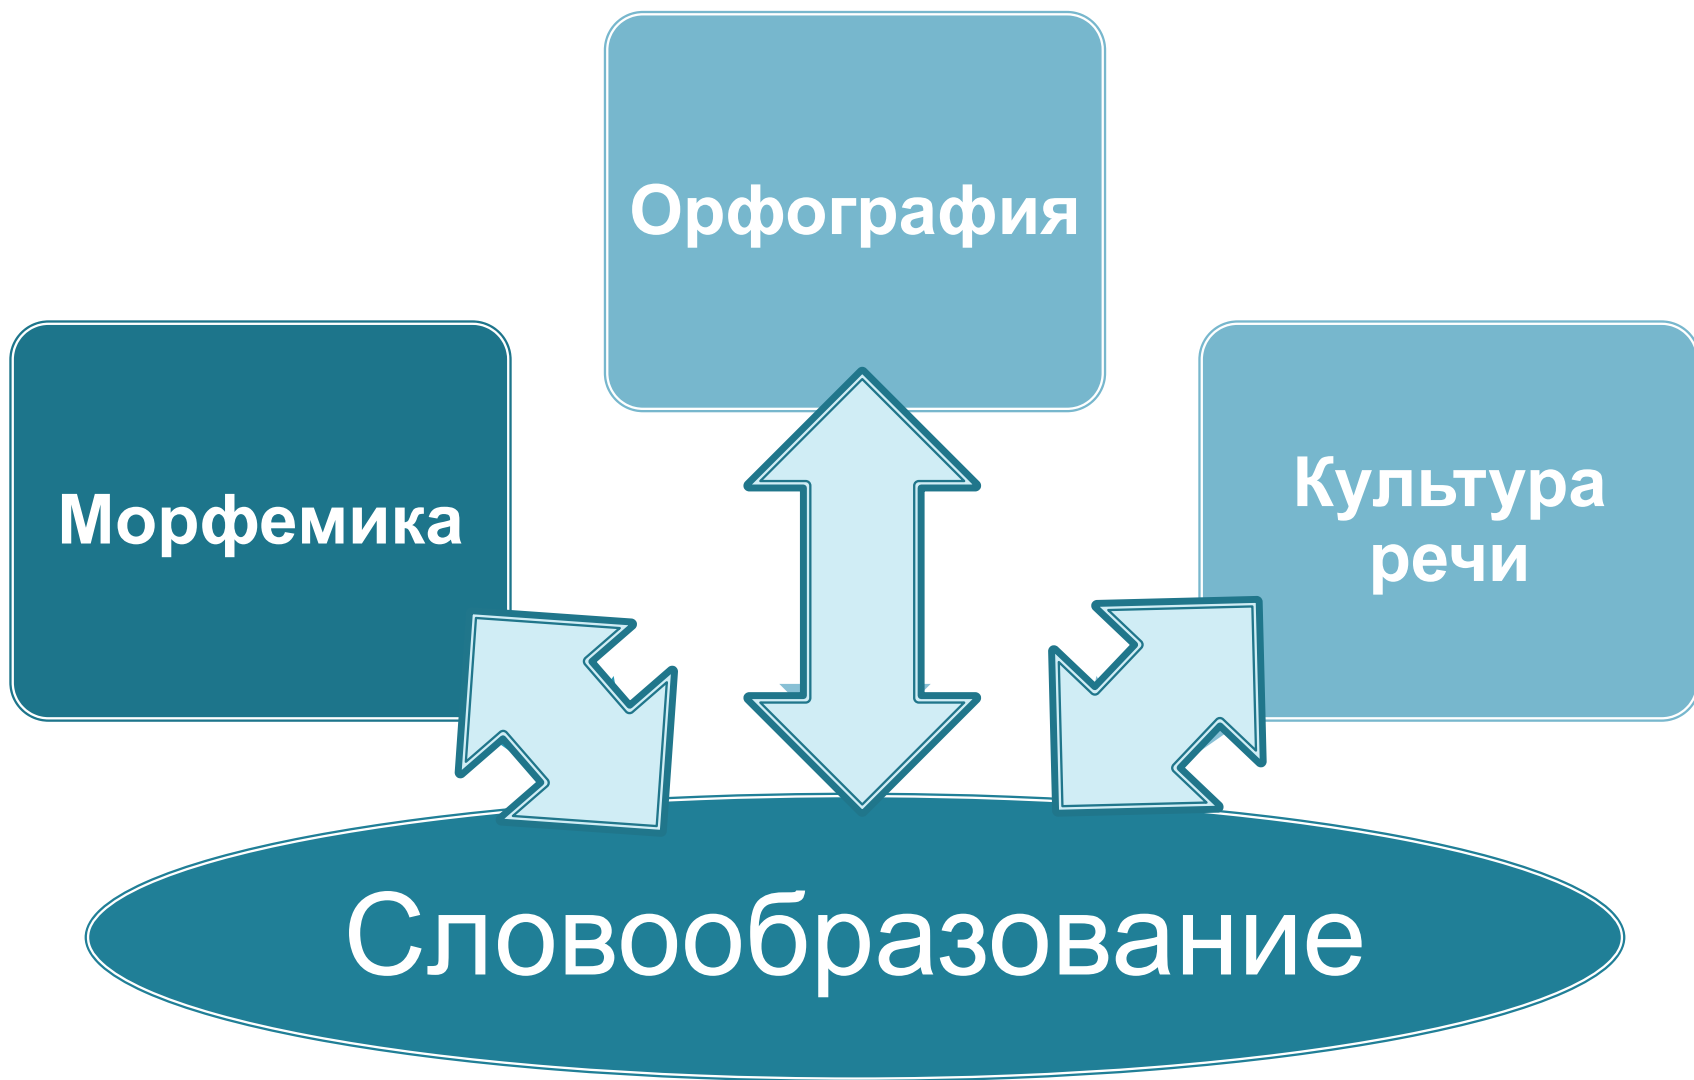 Орфография
Морфемика
Культура
речи
Словообразование